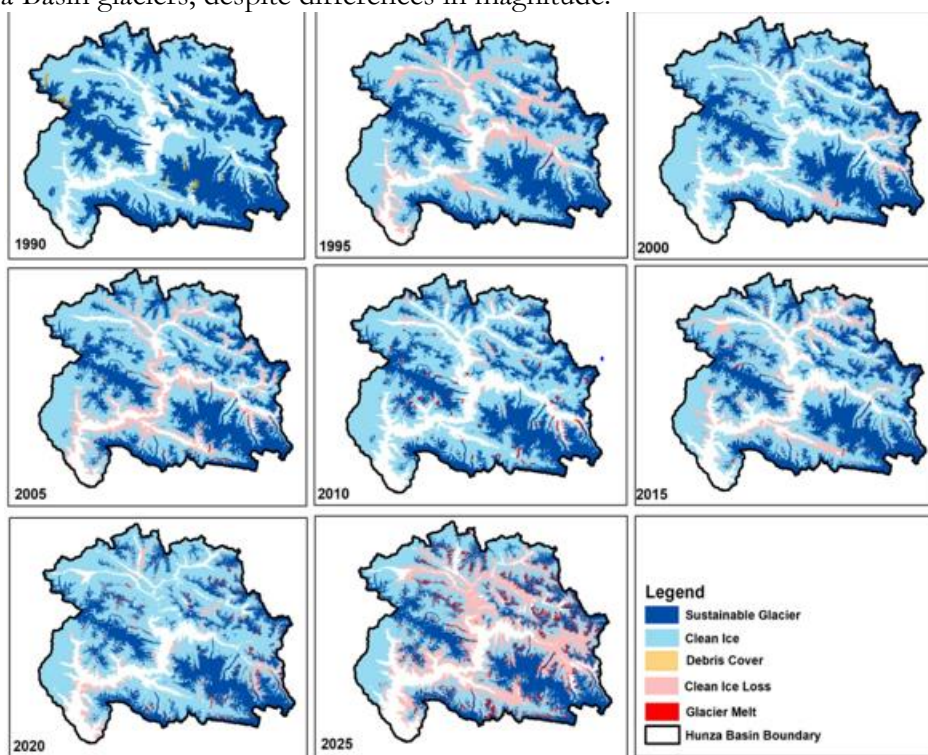 a Basin glaciers, despite differences in magnitude.
1990
1995
2000
2005
2010
2015
2020
2025
Legend
Sustainable Glacier
Clean Ice
Debris Cover
Clean Ice Loss
Glacier Melt
Hunza Basin Boundary